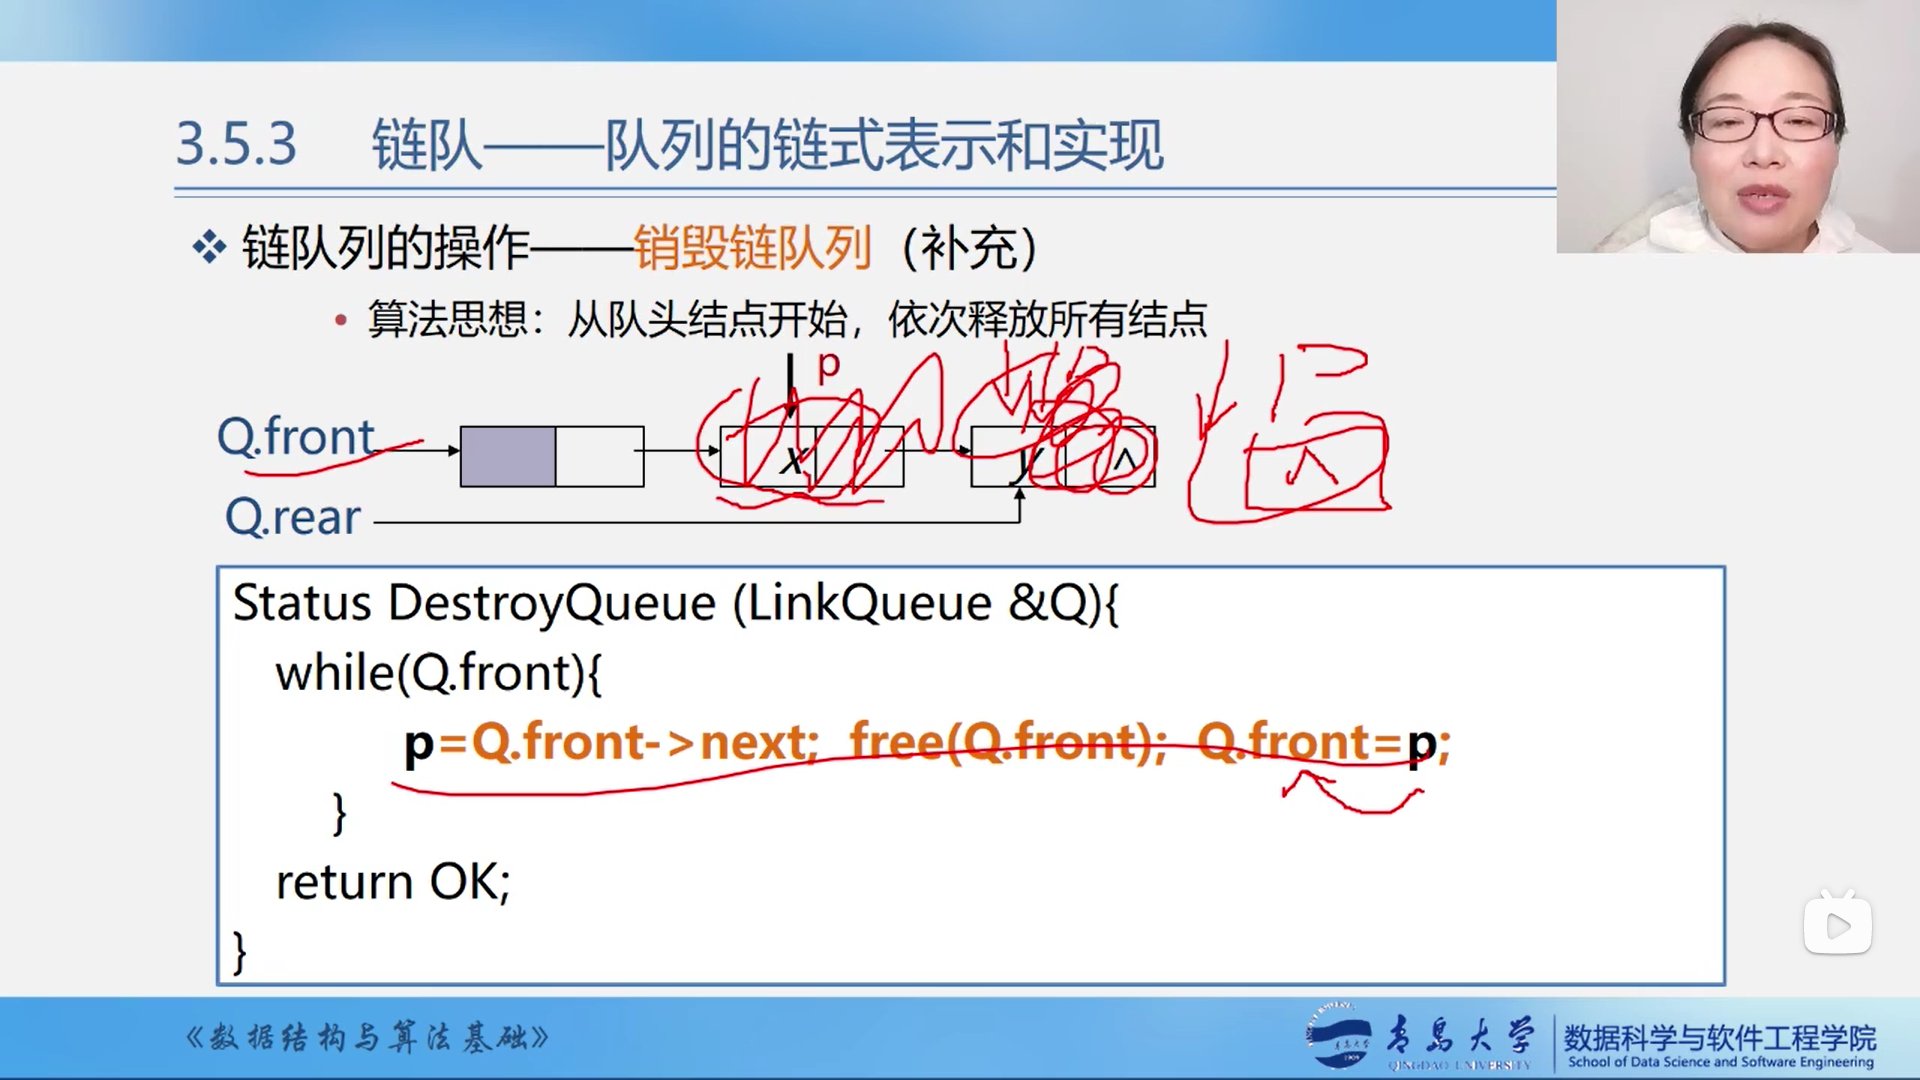 3.5.3 链队——队列的链式表示和实现
❖ 链队列的操作——销毁链队列（补充）
• 算法思想：从队头结点开始，依次释放所有结点
p
P
Q.front
x
y ^
^
Q.rear
Status DestroyQueue (LinkQueue &Q){
while(Q.front){
p=Q.front->next; free(Q.front); Q.front=p;
}
return OK;
}
《数据结构与算法基础》
青岛大学
QINGDAO UNIVERSITY
数据科学与软件工程学院
School of Data Science and Software Engineering